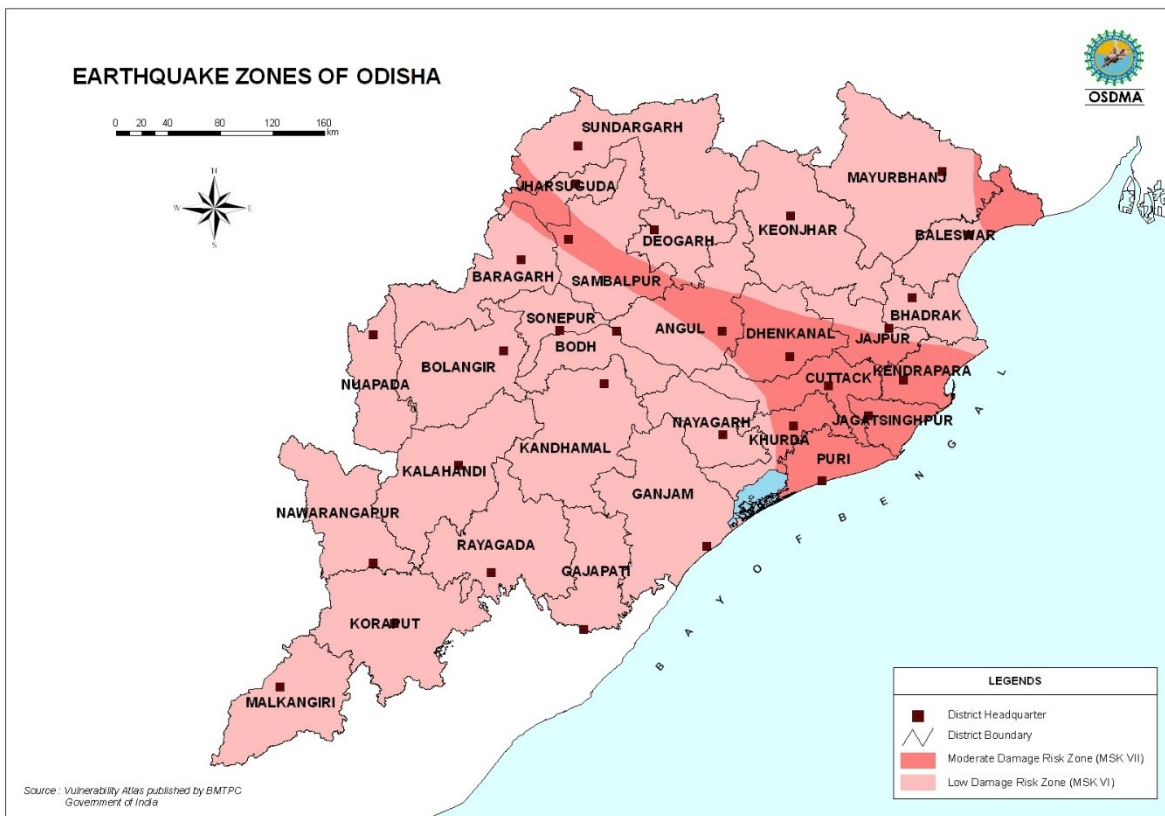 EARTHQUAKE ZONES OF ODISHA
0 20 40 80 120 160
km
N
W E
S
OSDMA
SUNDARGARH
JHARSUGUDA
MAYURBHANJ
KEONJHAR
DEOGARH
BALESWAR
BARAGARH
SAMBALPUR
BHADRAK
SONEPUR
ANGUL
DHENKANAL
JAJPUR
BODH
BOLANGIR
NUAPADA
CUTTACK
KENDRAPARA
JAGATSINGHPUR
NAYAGARH
KHURDA
KANDHAMAL
PURI
KALAHANDI
GANJAM
NAWARANGAPUR
RAYAGADA
GAJAPATI
KORAPUT
MALKANGIRI
BAY OF BENGAL
LEGENDS
District Headquarter
District Boundary
Moderate Damage Risk Zone (MSK VII)
Low Damage Risk Zone (MSK VI)
Source : Vulnerability Atlas published by BMTPC
Government of India